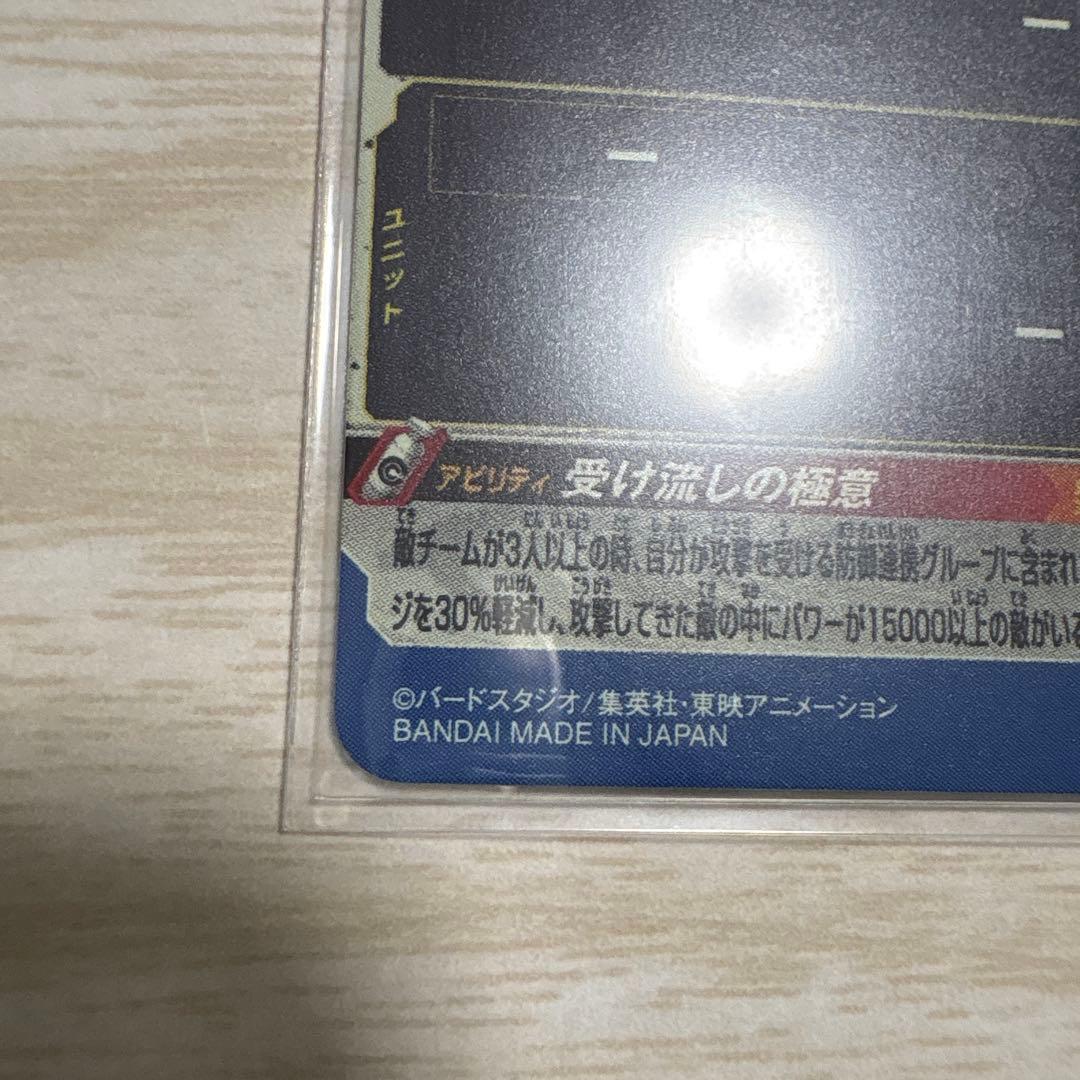 ユニット
アビリティ 受け流しの極意
敵チームが3人以上の時、自分が攻撃を受ける防御連携グループに含まれ
ジを30%軽減し、攻撃してきた敵の中にパワーが15000以上の敵がいる
©バードスタジオ/集英社・東映アニメーション
BANDAI MADE IN JAPAN